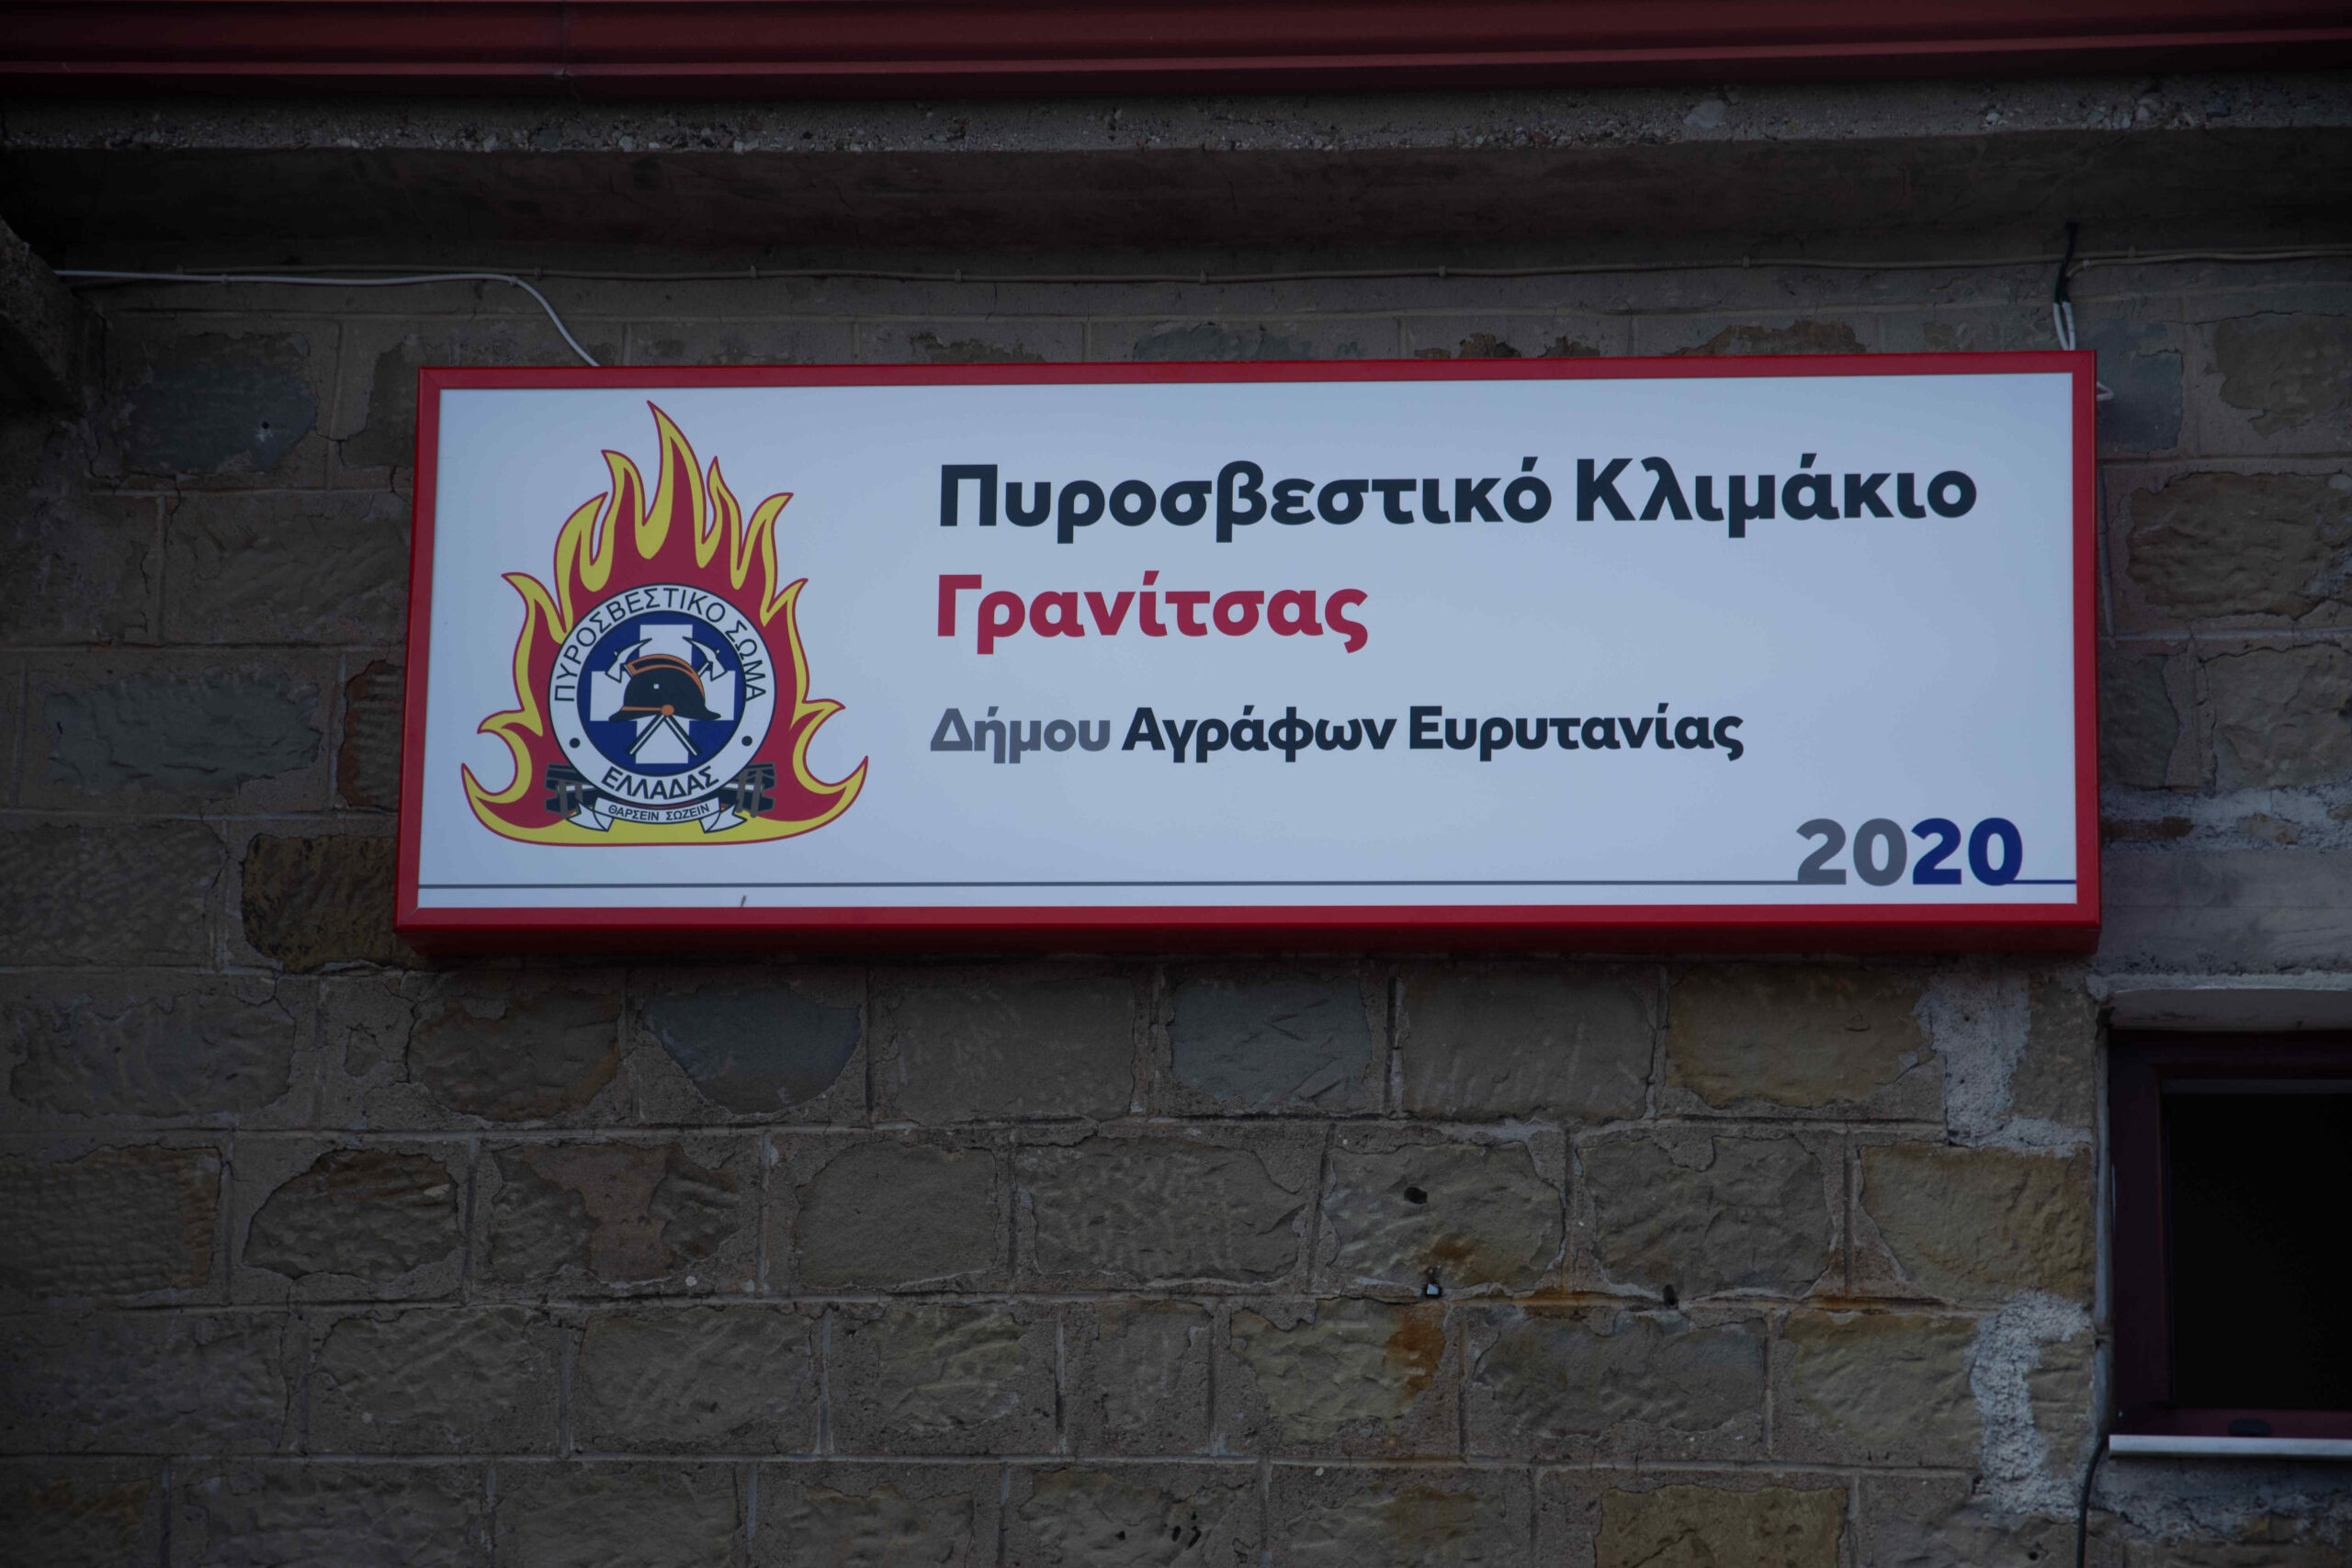 Πυροσβεστικό Κλιμάκιο
Γρανίτσας
Δήμου Αγράφων Ευρυτανίας
2020
ΠΥΡΟΣΒΕΣΤΙΚΟ ΣΩΜΑ
ΕΛΛΑΔΑΣ
ΘΑΡΣΕΙΝ ΣΩΖΕΙΝ